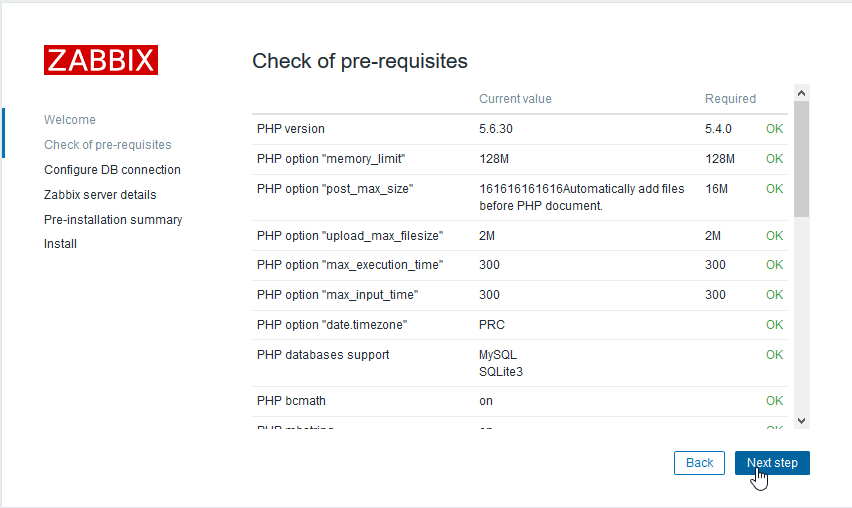 ZABBIX
Welcome
Check of pre-requisites
Configure DB connection
Zabbix server details
Pre-installation summary
Install
Check of pre-requisites
Current value Required
PHP version 5.6.30 5.4.0 OK
PHP option "memory_limit" 128M 128M OK
PHP option "post_max_size" 161616161616Automatically add files 16M OK
before PHP document.
PHP option "upload_max_filesize" 2M 2M OK
PHP option "max_execution_time" 300 300 OK
PHP option "max_input_time" 300 300 OK
PHP option "date.timezone" PRC OK
PHP databases support MySQL OK
SQLite3
PHP bcmath on OK
PHP mbstring on OK
Back Next step